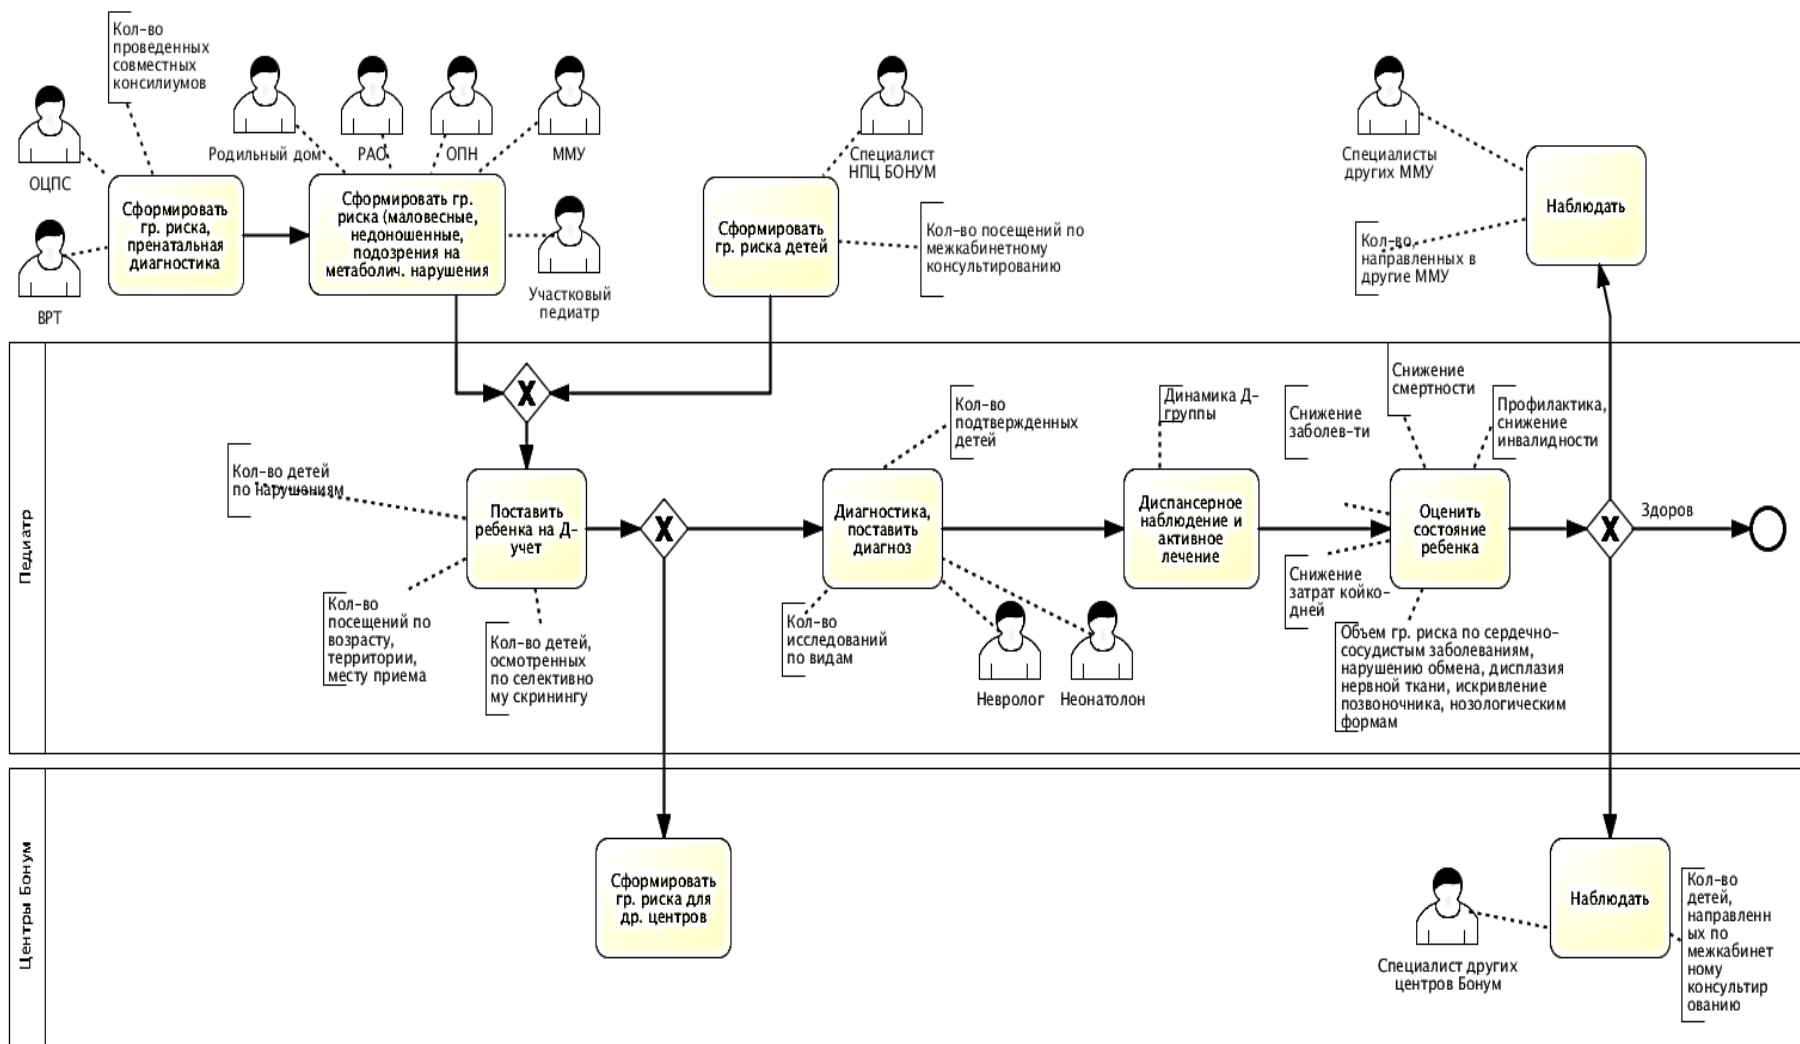 Кол-во
проведенных
совместных
консилиумов
ОЦПС
ВРТ
Сформировать
гр. риска,
пренатальная
диагностика
Родильный дом
РАО
ОПН
ММУ
Сформировать гр.
риска (маловесные,
недоношенные,
подозрения на
метаболич. нарушения
Участковый
педиатр
Специалист
НПЦ БОНУМ
Сформировать
гр. риска детей
Кол-во посещений по
межкабинетному
консультированию
Специалисты
других ММУ
Кол-во,
направленных в
другие ММУ
Наблюдать
Педиатр
Кол-во детей
по нарушениям
Поставить
ребенка на Д-
учет
Кол-во
посещений по
возрасту,
территории,
месту приема
Кол-во детей,
осмотренных
по селективно
му скринингу
X
X
Кол-во
подтвержденных
детей
Диагностика,
поставить
диагноз
Кол-во
исследований
по видам
Невролог
Неонатолон
Динамика Д-
группы
Диспансерное
наблюдение и
активное
лечение
Снижение
заболев-ти
Снижение
смертности
Профилактика,
снижение
инвалидности
Оценить
состояние
ребенка
Снижение
затрат койко-
дней
Объем гр. риска по сердечно-
сосудистым заболеваниям,
нарушению обмена, дисплазия
нервной ткани, искривление
позвоночника, нозологическим
формам
X
Здоров
Центры Бонум
Сформировать
гр. риска для
др. центров
Специалист других
центров Бонум
Наблюдать
Кол-во
детей,
направленн
ых по
межкабинет
ному
консультир
ованию